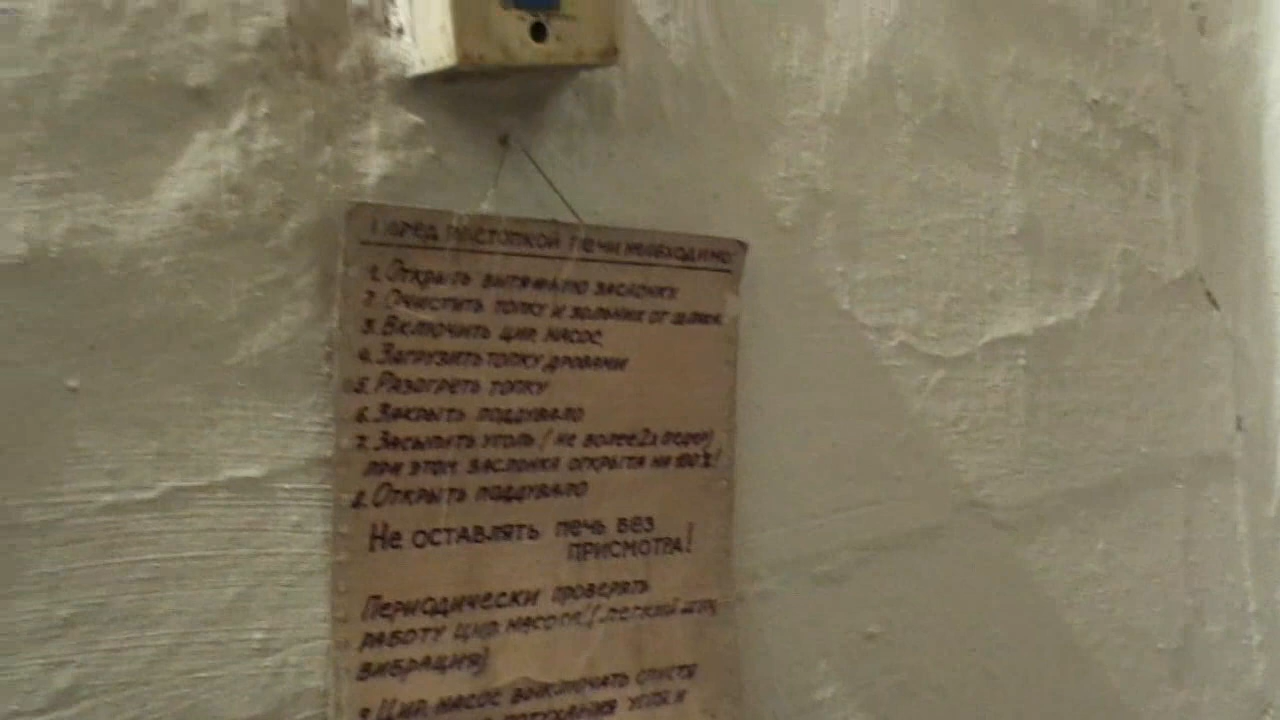 Перед растопкой печи необходимо:
1. Открыть вытяжную заслонку
2. Очистить топку и зольник от шлака
3. Включить цир. насос
4. Загрузить топку дровами
5. Разогреть топку
6. Закрыть поддувало
7. Засыпать уголь (не более 2х ведер)
при этом заслонка открыта на 100%!
8. Открыть поддувало
Не оставлять печь без
присмотра!
Периодически проверять
работу цир. насоса! (легкий шум,
вибрация)
9. Цир. насос выключать спустя
потухания угля и